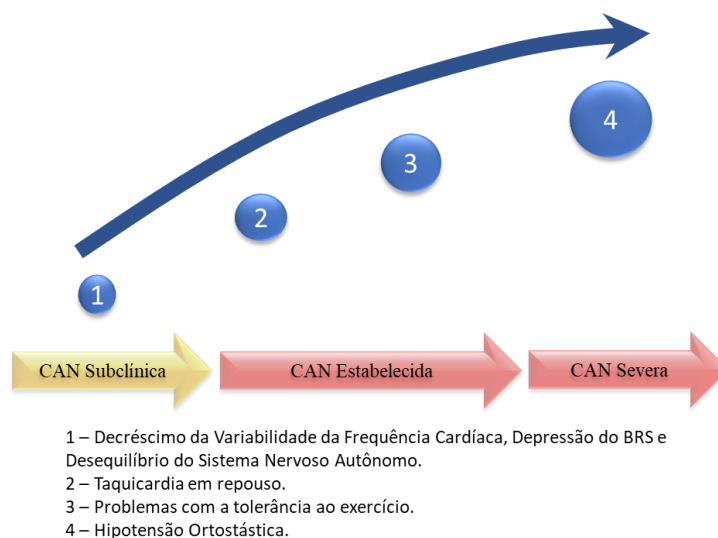 1
2
3
4
CAN Subclínica
CAN Estabelecida
CAN Severa
1 – Decréscimo da Variabilidade da Frequência Cardíaca, Depressão do BRS e
Desequilíbrio do Sistema Nervoso Autônomo.
2 – Taquicardia em repouso.
3 – Problemas com a tolerância ao exercício.
4 – Hipotensão Ortostástica.